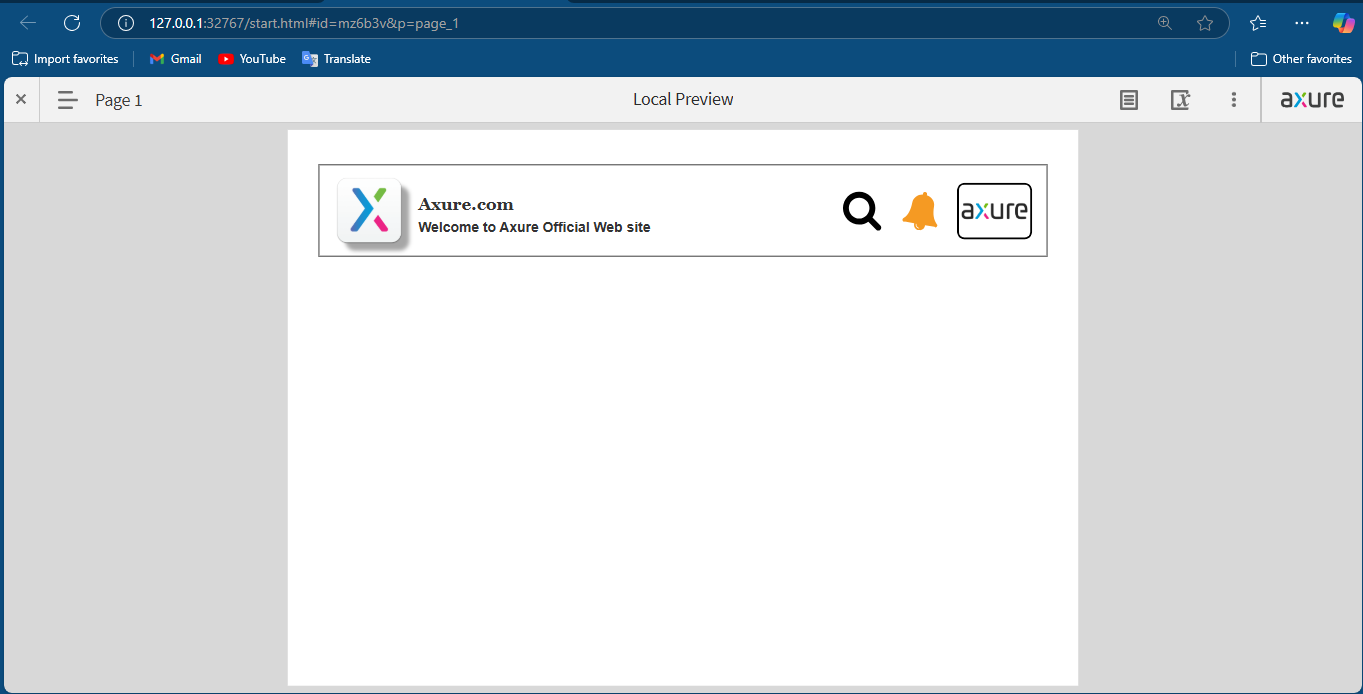 127.0.0.1:32767/start.html#id=mz6b3v&p=page_1
Import favorites Gmail YouTube Translate Other favorites
Page 1 Local Preview axure
Axure.com
Welcome to Axure Official Web site
axure